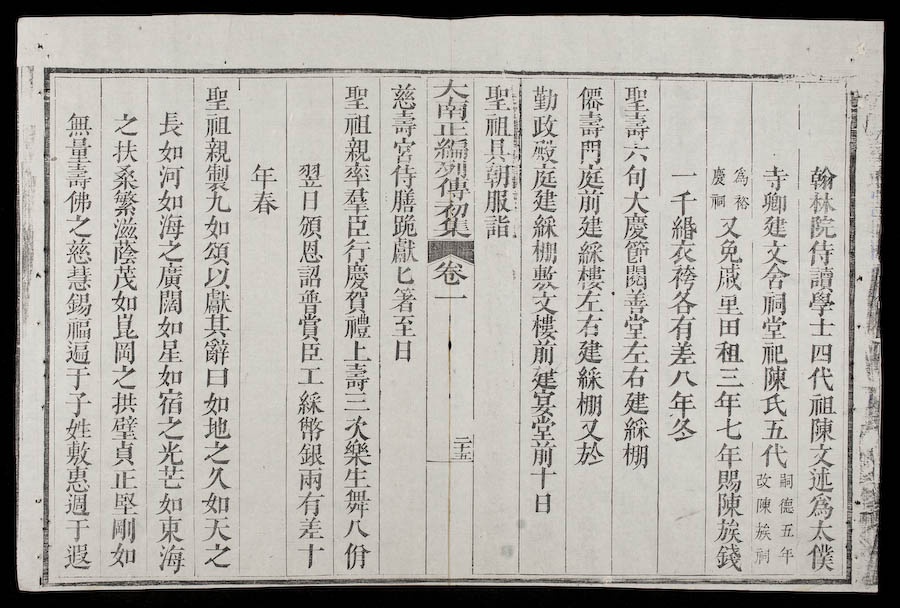 翰林院侍讀學士四代祖陳文述爲太僕
寺卿建文舍祠堂祀陳氏五代嗣德五年改陳族祠
爲裕慶祠又免戚里田租三年七年賜陳族錢
一千緡衣袴各有差八年冬
聖壽六旬大慶節閱善堂左右建綵棚
僊壽門庭前建綵樓左右建綵棚又於
勤政殿庭建綵棚敷文樓前建宴堂前十日
聖祖具朝服詣
大南正編列傳初集 卷一 二十五
慈壽宮侍膳跪獻匕箸至日
聖祖親率羣臣行慶賀禮上壽三次樂生舞八佾
翌日頒恩詔普賞臣工綵幣銀兩有差十
年春
聖祖親製九如頌以獻其辭曰如地之久如天之
長如河如海之廣闊如星如宿之光芒如東海
之扶桑繁滋蔭茂如崑岡之拱璧貞正堅剛如
無量壽佛之慈慧錫福遍于子姓敷惠週于遐